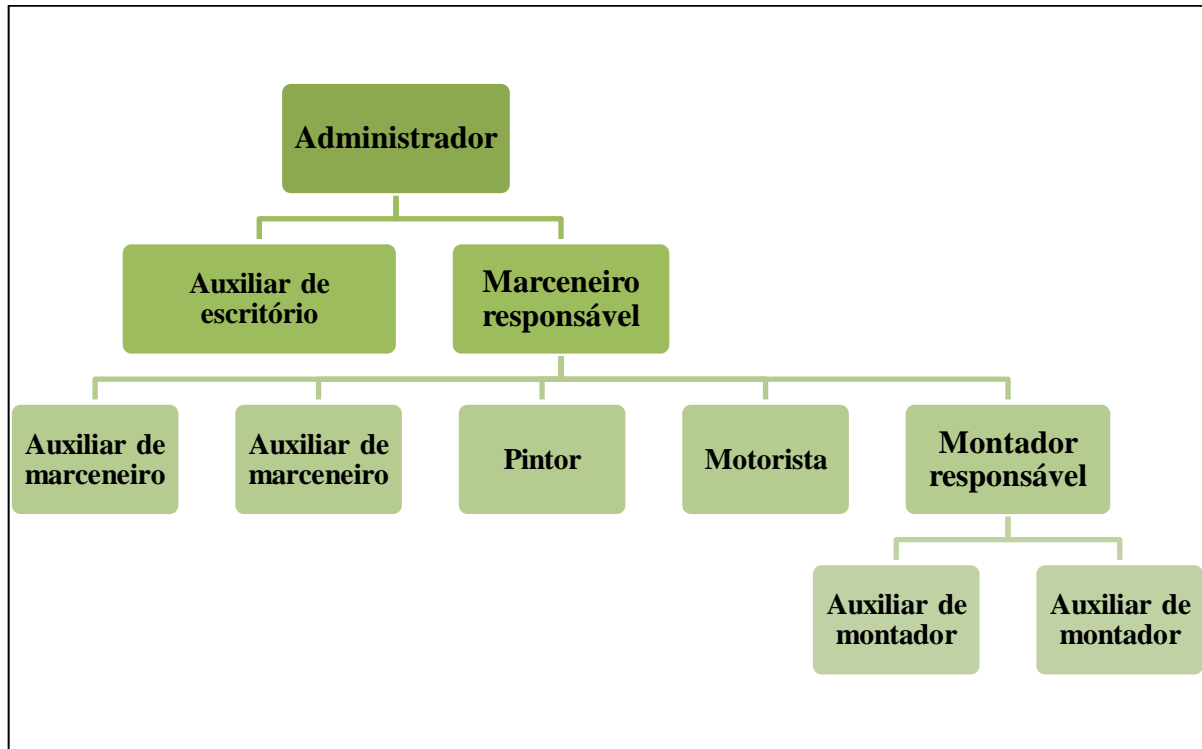 Administrador
Auxiliar de
escritório
Marceneiro
responsável
Auxiliar de
marceneiro
Auxiliar de
marceneiro
Pintor
Motorista
Montador
responsável
Auxiliar de
montador
Auxiliar de
montador